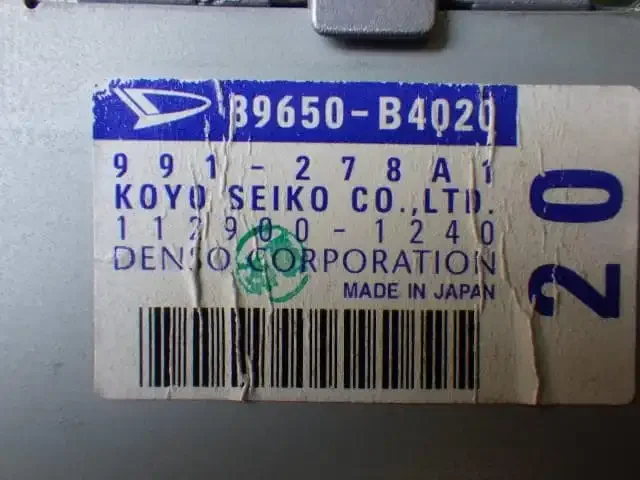 89650-B4020
991-278A1
KOYO SEIKO CO.,LTD.
112900-1240
DENSO CORPORATION
MADE IN JAPAN
20